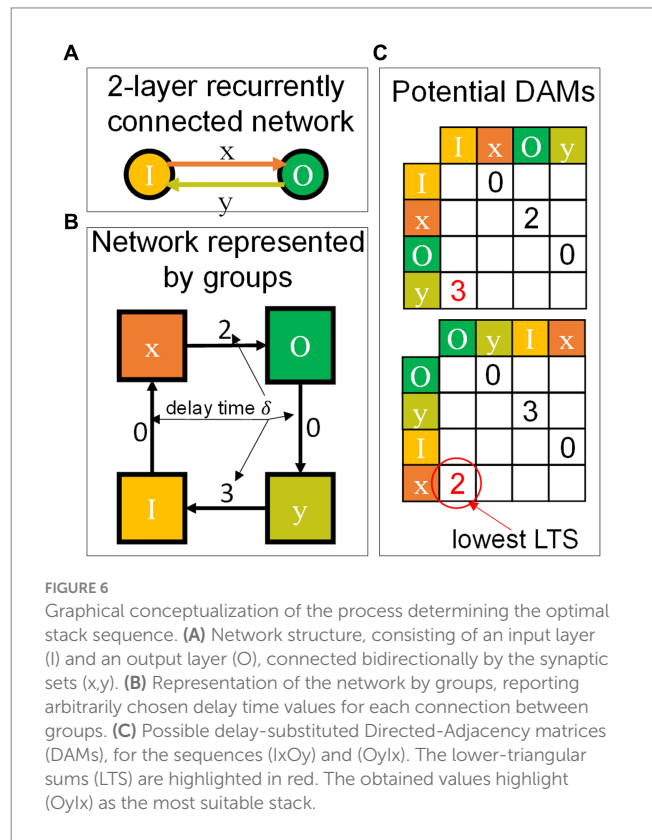 A
2-layer recurrently
connected network
I
x
O
y
B
Network represented
by groups
x
2
O
0
delay time δ
0
I
3
y
C
Potential DAMs
I x O y
I 0
x 2
O 0
y 3
O y I x
O 0
y 3
I 0
x 2
lowest LTS
FIGURE 6
Graphical conceptualization of the process determining the optimal
stack sequence. (A) Network structure, consisting of an input layer
(I) and an output layer (O), connected bidirectionally by the synaptic
sets (x,y). (B) Representation of the network by groups, reporting
arbitrarily chosen delay time values for each connection between
groups. (C) Possible delay-substituted Directed-Adjacency matrices
(DAMs), for the sequences (IxOy) and (OyIx). The lower-triangular
sums (LTS) are highlighted in red. The obtained values highlight
(OyIx) as the most suitable stack.